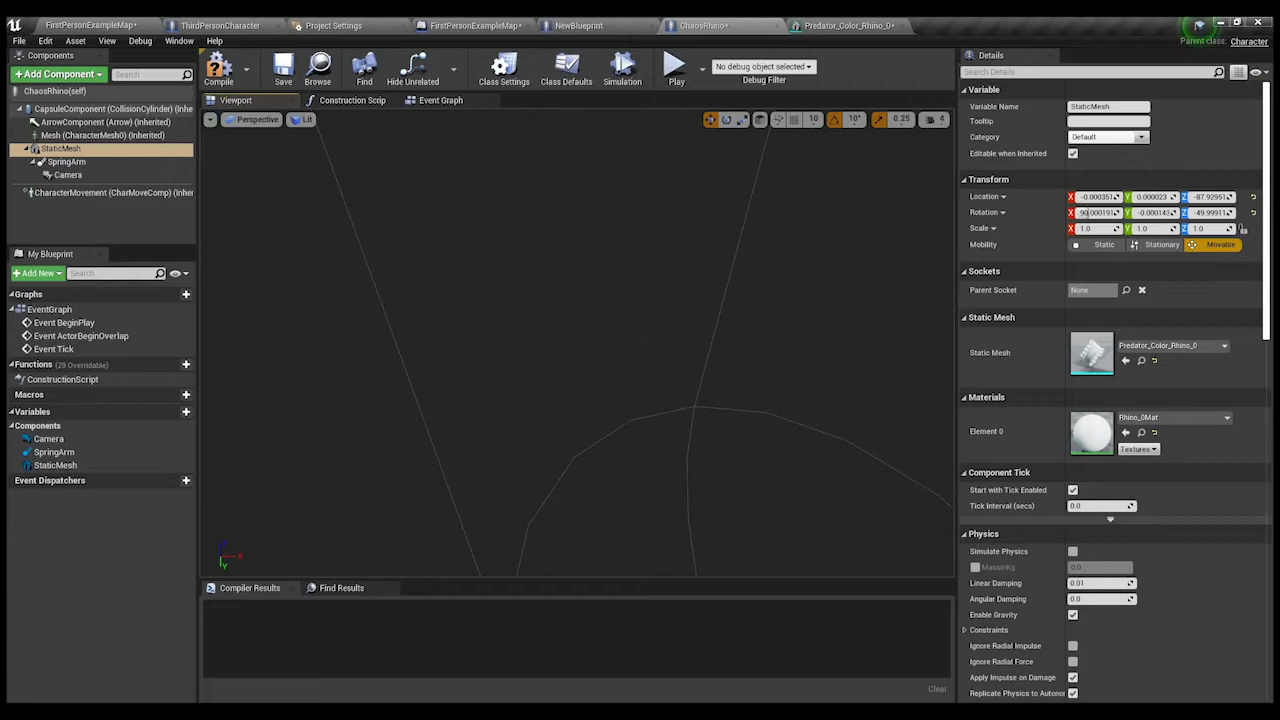 FirstPersonExampleMap*
ThirdPersonCharacter
Project Settings
FirstPersonExampleMap*
NewBlueprint
ChaosRhino*
Predator_Color_Rhino_0*
File Edit Asset View Debug Window Help
Parent class: Character
Components
+ Add Component
Search
ChaosRhino(self)
CapsuleComponent (CollisionCylinder) (Inhe
ArrowComponent (Arrow) (Inherited)
Mesh (CharacterMesh0) (Inherited)
StaticMesh
SpringArm
Camera
CharacterMovement (CharMoveComp) (Inhe
My Blueprint
+ Add New
Search
Graphs
EventGraph
Event BeginPlay
Event ActorBeginOverlap
Event Tick
Functions (29 Overridable)
ConstructionScript
Macros
Variables
Components
Camera
SpringArm
StaticMesh
Event Dispatchers
Compile
Save
Browse
Find
Hide Unrelated
Class Settings
Class Defaults
Simulation
Play
No debug object selected
Debug Filter
Viewport
Construction Scrip
Event Graph
Perspective
Lit
10
10°
0.25
4
Z
X
Y
Compiler Results
Find Results
Clear
Details
Search Details
Variable
Variable Name
StaticMesh
Tooltip
Category
Default
Editable when Inherited
Transform
Location
X -0.000351
Y 0.000023
Z -87.92951
Rotation
X 90.000191
Y -0.000143
Z -49.99911
Scale
X 1.0
Y 1.0
Z 1.0
Mobility
Static
Stationary
Movable
Sockets
Parent Socket
None
Static Mesh
Static Mesh
Predator_Color_Rhino_0
Materials
Element 0
Rhino_0Mat
Textures
Component Tick
Start with Tick Enabled
Tick Interval (secs)
0.0
Physics
Simulate Physics
MassInKg
0.0
Linear Damping
0.01
Angular Damping
0.0
Enable Gravity
Constraints
Ignore Radial Impulse
Ignore Radial Force
Apply Impulse on Damage
Replicate Physics to Autonor